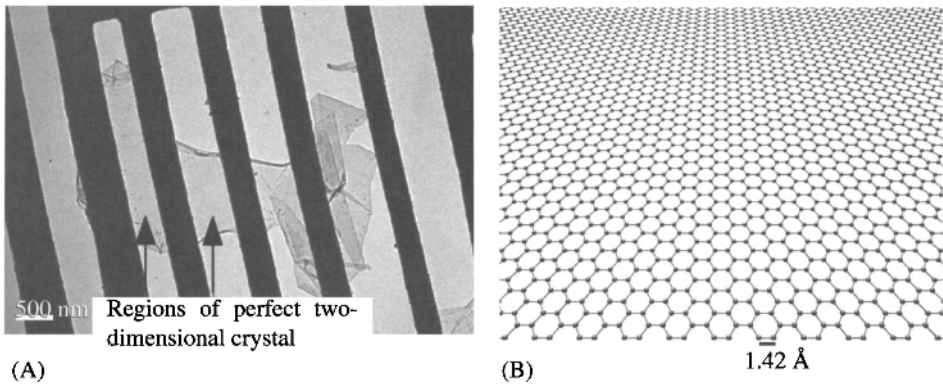 500 nm
Regions of perfect two-
dimensional crystal
(A)
(B)
1.42 Å